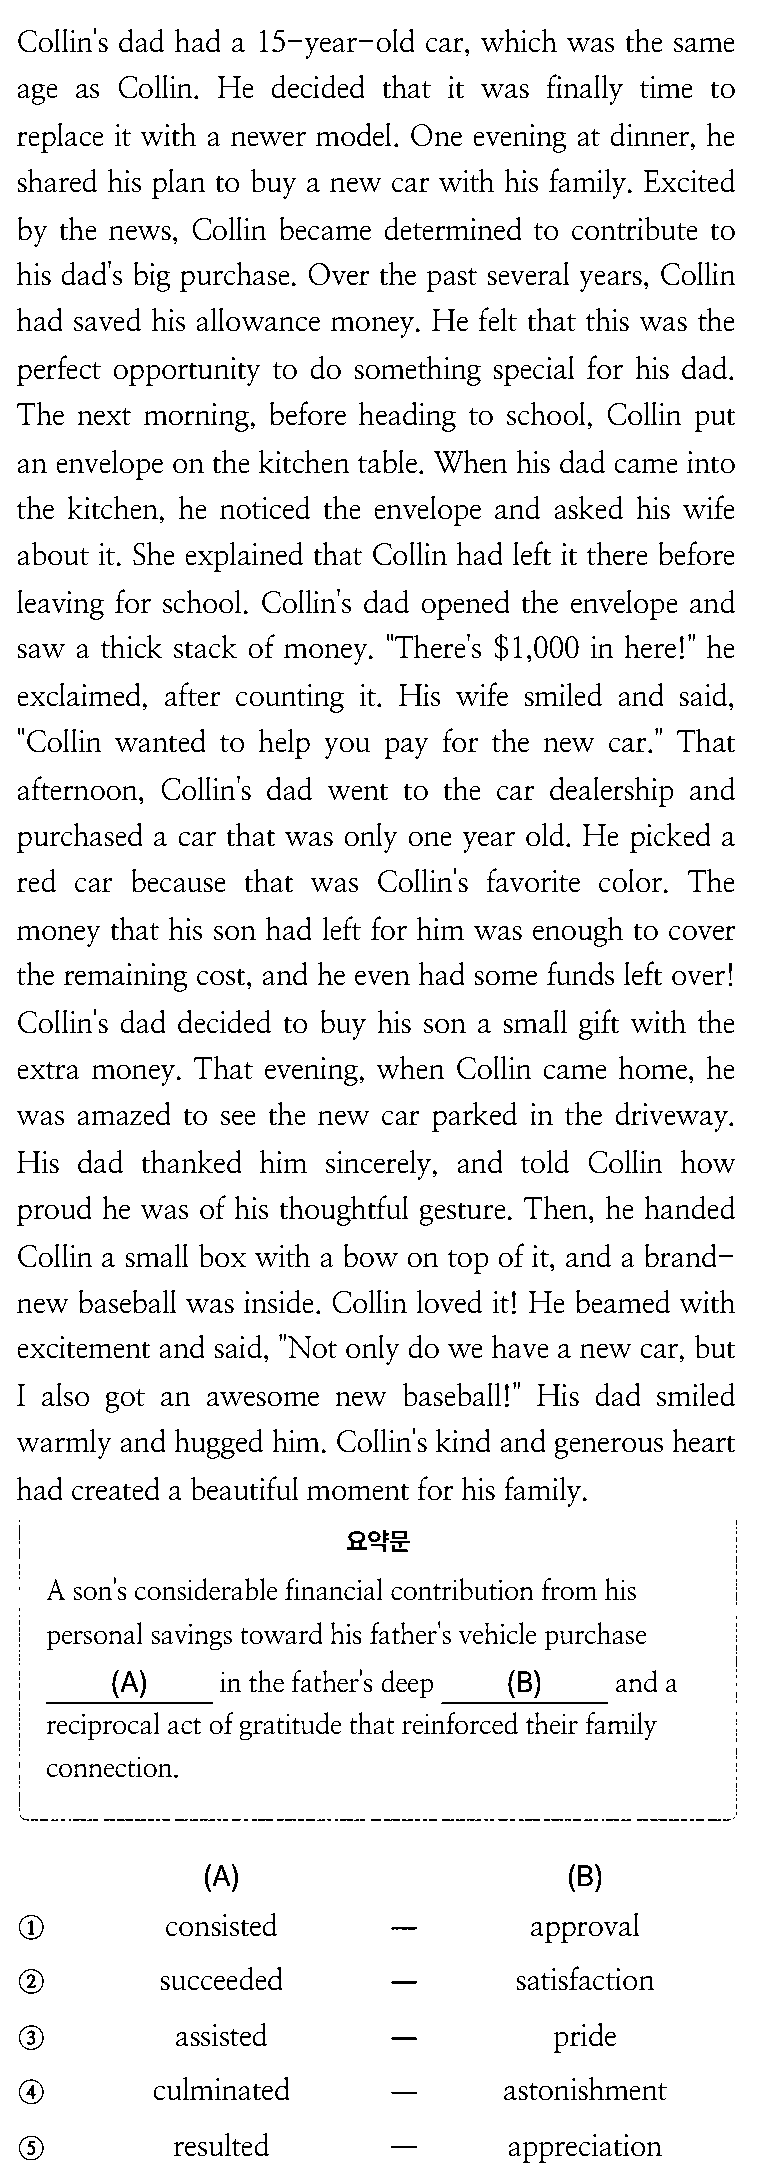 Collin's dad had a 15-year-old car, which was the same
age as Collin. He decided that it was finally time to
replace it with a newer model. One evening at dinner, he
shared his plan to buy a new car with his family. Excited
by the news, Collin became determined to contribute to
his dad's big purchase. Over the past several years, Collin
had saved his allowance money. He felt that this was the
perfect opportunity to do something special for his dad.
The next morning, before heading to school, Collin put
an envelope on the kitchen table. When his dad came into
the kitchen, he noticed the envelope and asked his wife
about it. She explained that Collin had left it there before
leaving for school. Collin's dad opened the envelope and
saw a thick stack of money. "There's $1,000 in here!" he
exclaimed, after counting it. His wife smiled and said,
"Collin wanted to help you pay for the new car." That
afternoon, Collin's dad went to the car dealership and
purchased a car that was only one year old. He picked a
red car because that was Collin's favorite color. The
money that his son had left for him was enough to cover
the remaining cost, and he even had some funds left over!
Collin's dad decided to buy his son a small gift with the
extra money. That evening, when Collin came home, he
was amazed to see the new car parked in the driveway.
His dad thanked him sincerely, and told Collin how
proud he was of his thoughtful gesture. Then, he handed
Collin a small box with a bow on top of it, and a brand-
new baseball was inside. Collin loved it! He beamed with
excitement and said, "Not only do we have a new car, but
I also got an awesome new baseball!" His dad smiled
warmly and hugged him. Collin's kind and generous heart
had created a beautiful moment for his family.
요약문
A son's considerable financial contribution from his
personal savings toward his father's vehicle purchase
(A) in the father's deep (B) and a
reciprocal act of gratitude that reinforced their family
connection.
(A) (B)
① consisted — approval
② succeeded — satisfaction
③ assisted — pride
④ culminated — astonishment
⑤ resulted — appreciation